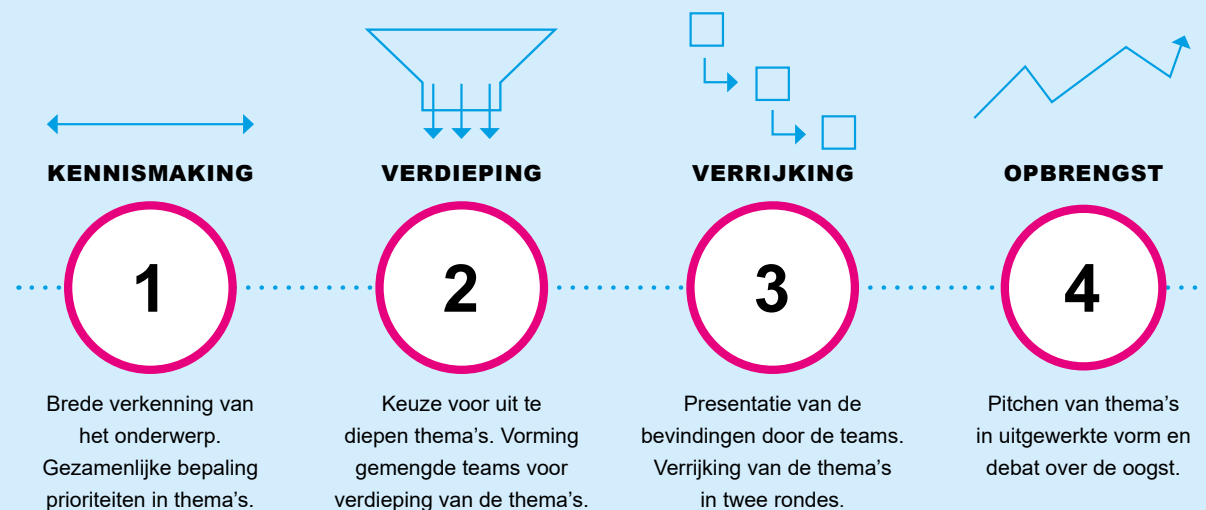 KENNISMAKING
1
Brede verkenning van
het onderwerp.
Gezamenlijke bepaling
prioriteiten in thema's.
VERDIEPING
2
Keuze voor uit te
diepen thema's. Vorming
gemengde teams voor
verdieping van de thema's.
VERRIJKING
3
Presentatie van de
bevindingen door de teams.
Verrijking van de thema's
in twee rondes.
OPBRENGST
4
Pitchen van thema's
in uitgewerkte vorm en
debat over de oogst.